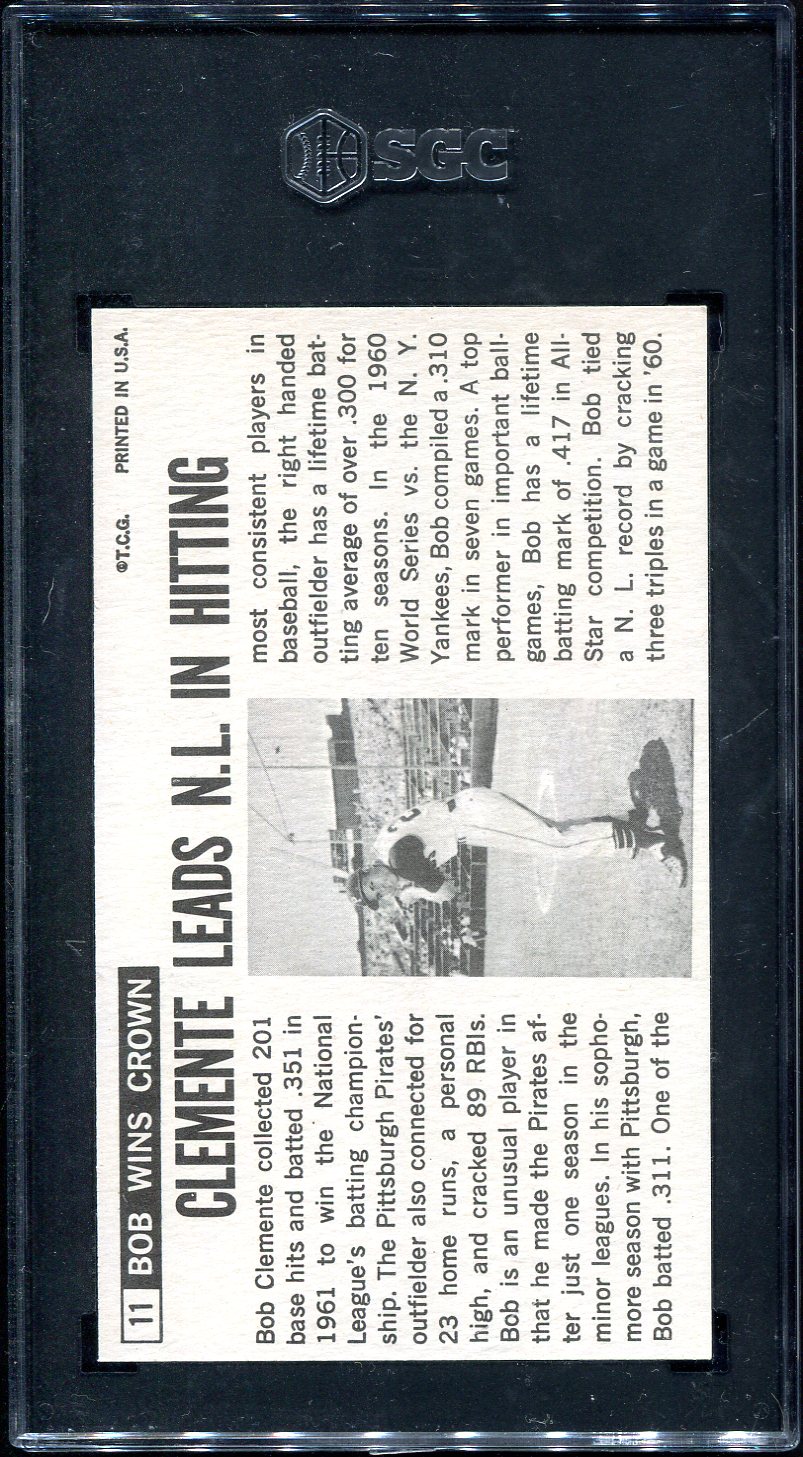 SGC
11 BOB WINS CROWN
©T.C.G. PRINTED IN U.S.A.
CLEMENTE LEADS N.L. IN HITTING
Bob Clemente collected 201
base hits and batted .351 in
1961 to win the National
League's batting champion-
ship. The Pittsburgh Pirates'
outfielder also connected for
23 home runs, a personal
high, and cracked 89 RBIs.
Bob is an unusual player in
that he made the Pirates af-
ter just one season in the
minor leagues. In his sopho-
more season with Pittsburgh,
Bob batted .311. One of the
most consistent players in
baseball, the right handed
outfielder has a lifetime bat-
ting average of over .300 for
ten seasons. In the 1960
World Series vs. the N. Y.
Yankees, Bob compiled a .310
mark in seven games. A top
performer in important ball-
games, Bob has a lifetime
batting mark of .417 in All-
Star competition. Bob tied
a N. L. record by cracking
three triples in a game in '60.